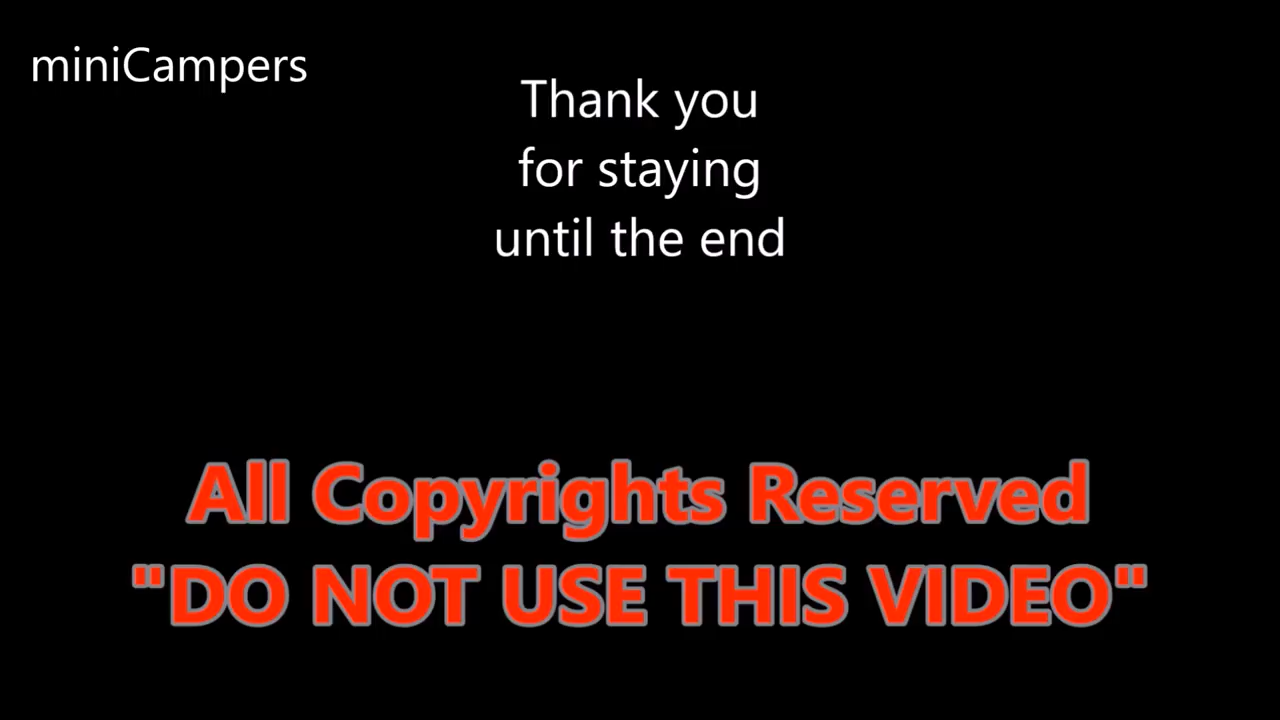 miniCampers
Thank you
for staying
until the end
All Copyrights Reserved
"DO NOT USE THIS VIDEO"